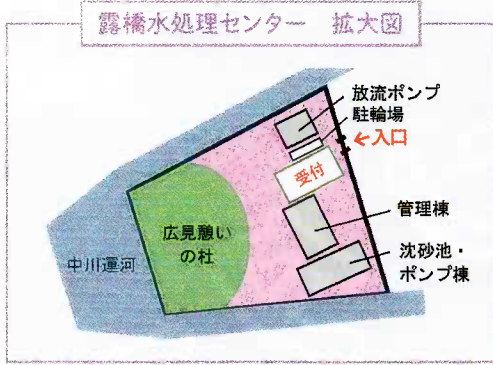 露橋水処理センター 拡大図
放流ポンプ
駐輪場
←入口
受付
管理棟
広見憩い
の杜
中川運河
沈砂池・
ポンプ棟